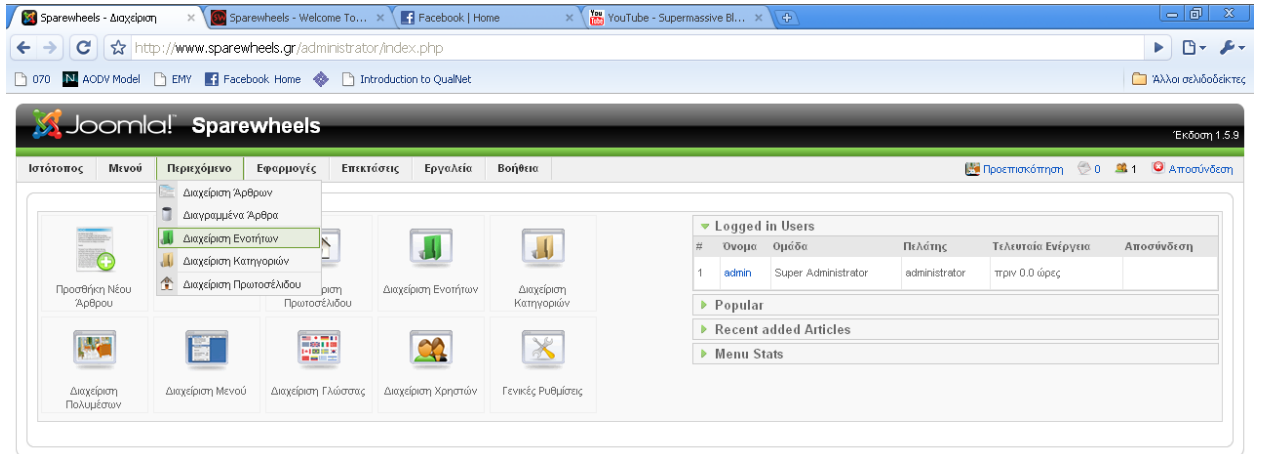 Sparewheels - Διαχείριση
Sparewheels - Welcome To...
Facebook | Home
YouTube - Supermassive Bl...
http://www.sparewheels.gr/administrator/index.php
070 AODV Model EMY Facebook Home Introduction to QualNet Άλλοι σελιδοδείκτες
Joomla! Sparewheels
Έκδοση 1.5.9
Ιστότοπος Μενού Περιεχόμενο Εφαρμογές Επεκτάσεις Εργαλεία Βοήθεια Προεπισκόπηση 0 1 Αποσύνδεση
Διαχείριση Άρθρων
Διαγραμμένα Άρθρα
Διαχείριση Ενοτήτων
Διαχείριση Κατηγοριών
Διαχείριση Πρωτοσέλιδου
Προσθήκη Νέου
Άρθρου
ριση
Πρωτοσέλιδου
Διαχείριση Ενοτήτων
Διαχείριση
Κατηγοριών
Διαχείριση
Πολυμέσων
Διαχείριση Μενού
Διαχείριση Γλώσσας
Διαχείριση Χρηστών
Γενικές Ρυθμίσεις
Logged in Users
# Όνομα Ομάδα Πελάτης Τελευταία Ενέργεια Αποσύνδεση
1 admin Super Administrator administrator πριν 0.0 ώρες
Popular
Recent added Articles
Menu Stats